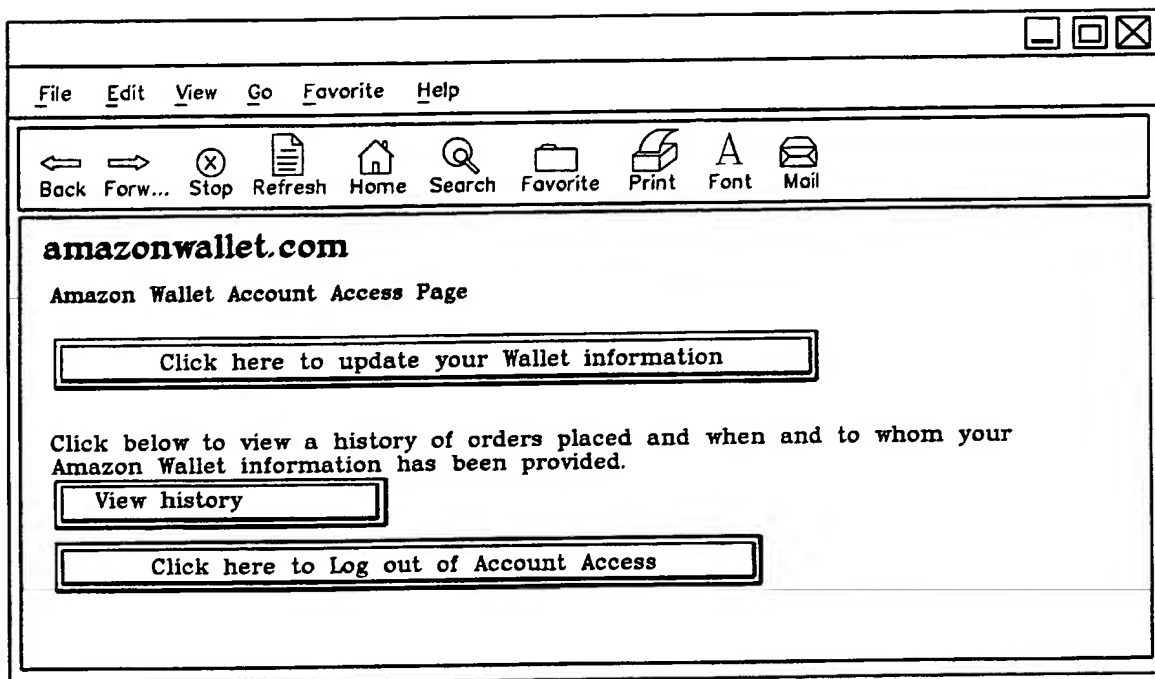 File Edit View Go Favorite Help
Back Forw... Stop Refresh Home Search Favorite Print Font Mail
amazonwallet.com
Amazon Wallet Account Access Page
Click here to update your Wallet information
Click below to view a history of orders placed and when and to whom your
Amazon Wallet information has been provided.
View history
Click here to Log out of Account Access